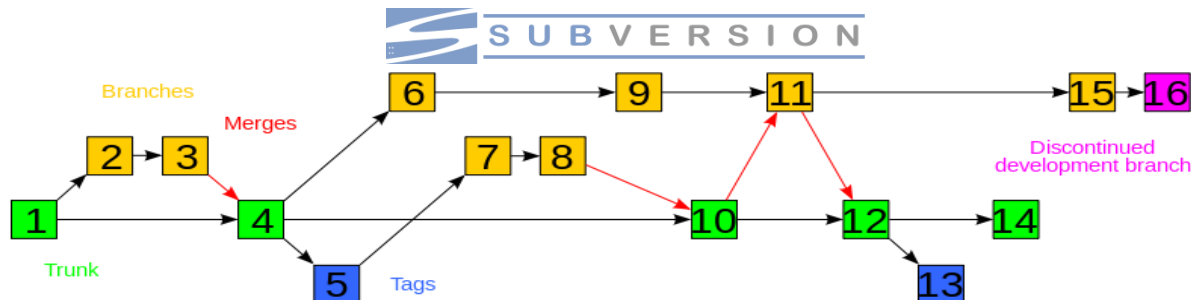 SUBVERSION
Branches
Merges
6
9
11
15
16
2
3
7
8
Discontinued
development branch
1
4
10
12
14
Trunk
5
Tags
13